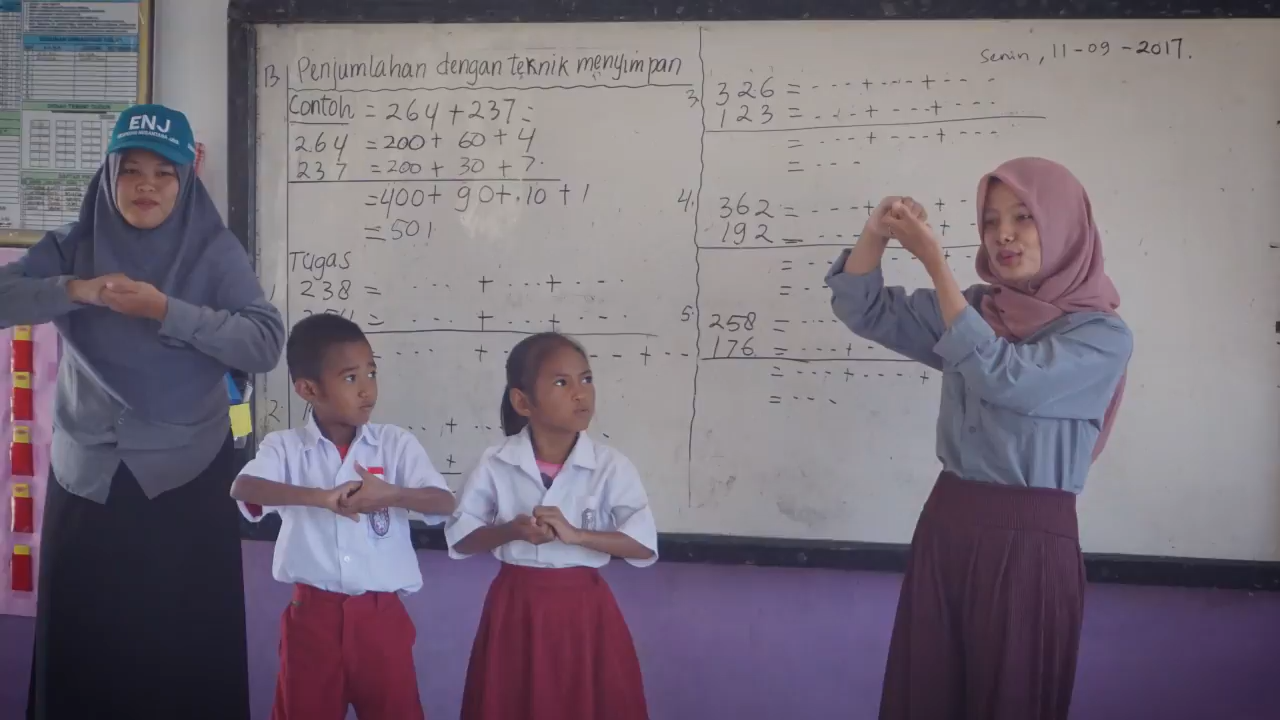 ENJ
B Penjumlahan dengan teknik menyimpan
Contoh = 264 + 237 =
264 = 200 + 60 + 4
237 = 200 + 30 + 7.
= 400 + 90 + 10 + 1
= 501
Tugas
238 = ... + ... + ...
= ... + ... + ...
= ... + ... + ...
2.
Senin, 11-09-2017.
3. 326 = ... + ... + ...
123 = ... + ... + ...
= ... + ... + ...
= ...
4. 362 = ... + ... +
192 = ... +
= ... + ...
= ...
5. 258 = ...
176 = ... + ...
= ... + ... +
= ...